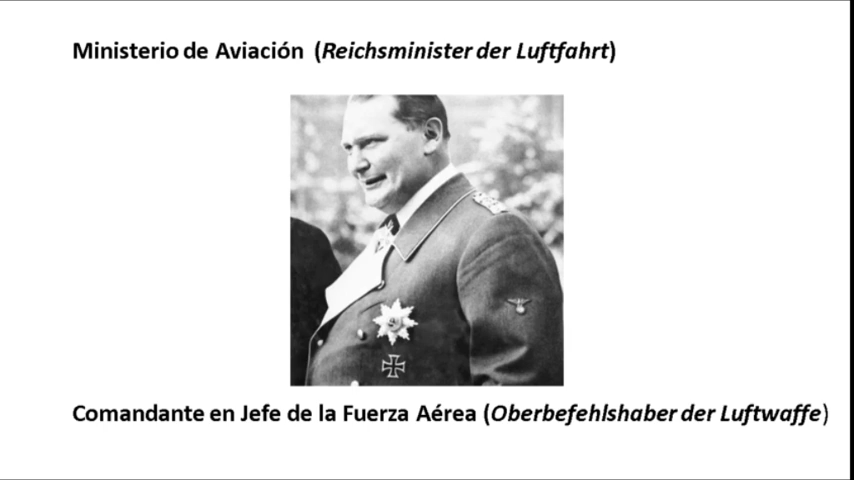 Ministerio de Aviación (Reichsminister der Luftfahrt)
Comandante en Jefe de la Fuerza Aérea (Oberbefehlshaber der Luftwaffe)